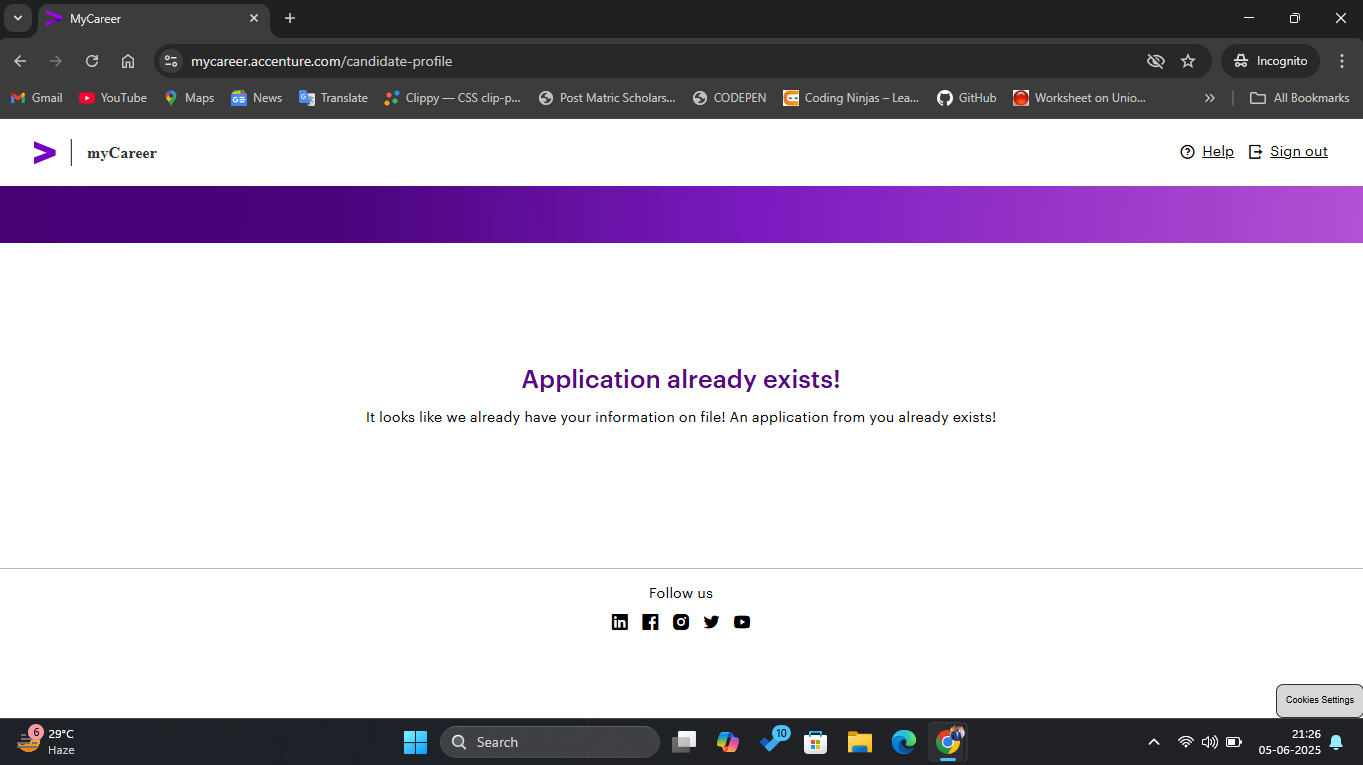 MyCareer
mycareer.accenture.com/candidate-profile
Incognito
Gmail
YouTube
Maps
News
Translate
Clippy — CSS clip-p...
Post Matric Scholars...
CODEPEN
Coding Ninjas – Lea...
GitHub
Worksheet on Unio...
All Bookmarks
myCareer
Help
Sign out
Application already exists!
It looks like we already have your information on file! An application from you already exists!
Follow us
Cookies Settings
6
29°C
Haze
Search
10
21:26
05-06-2025